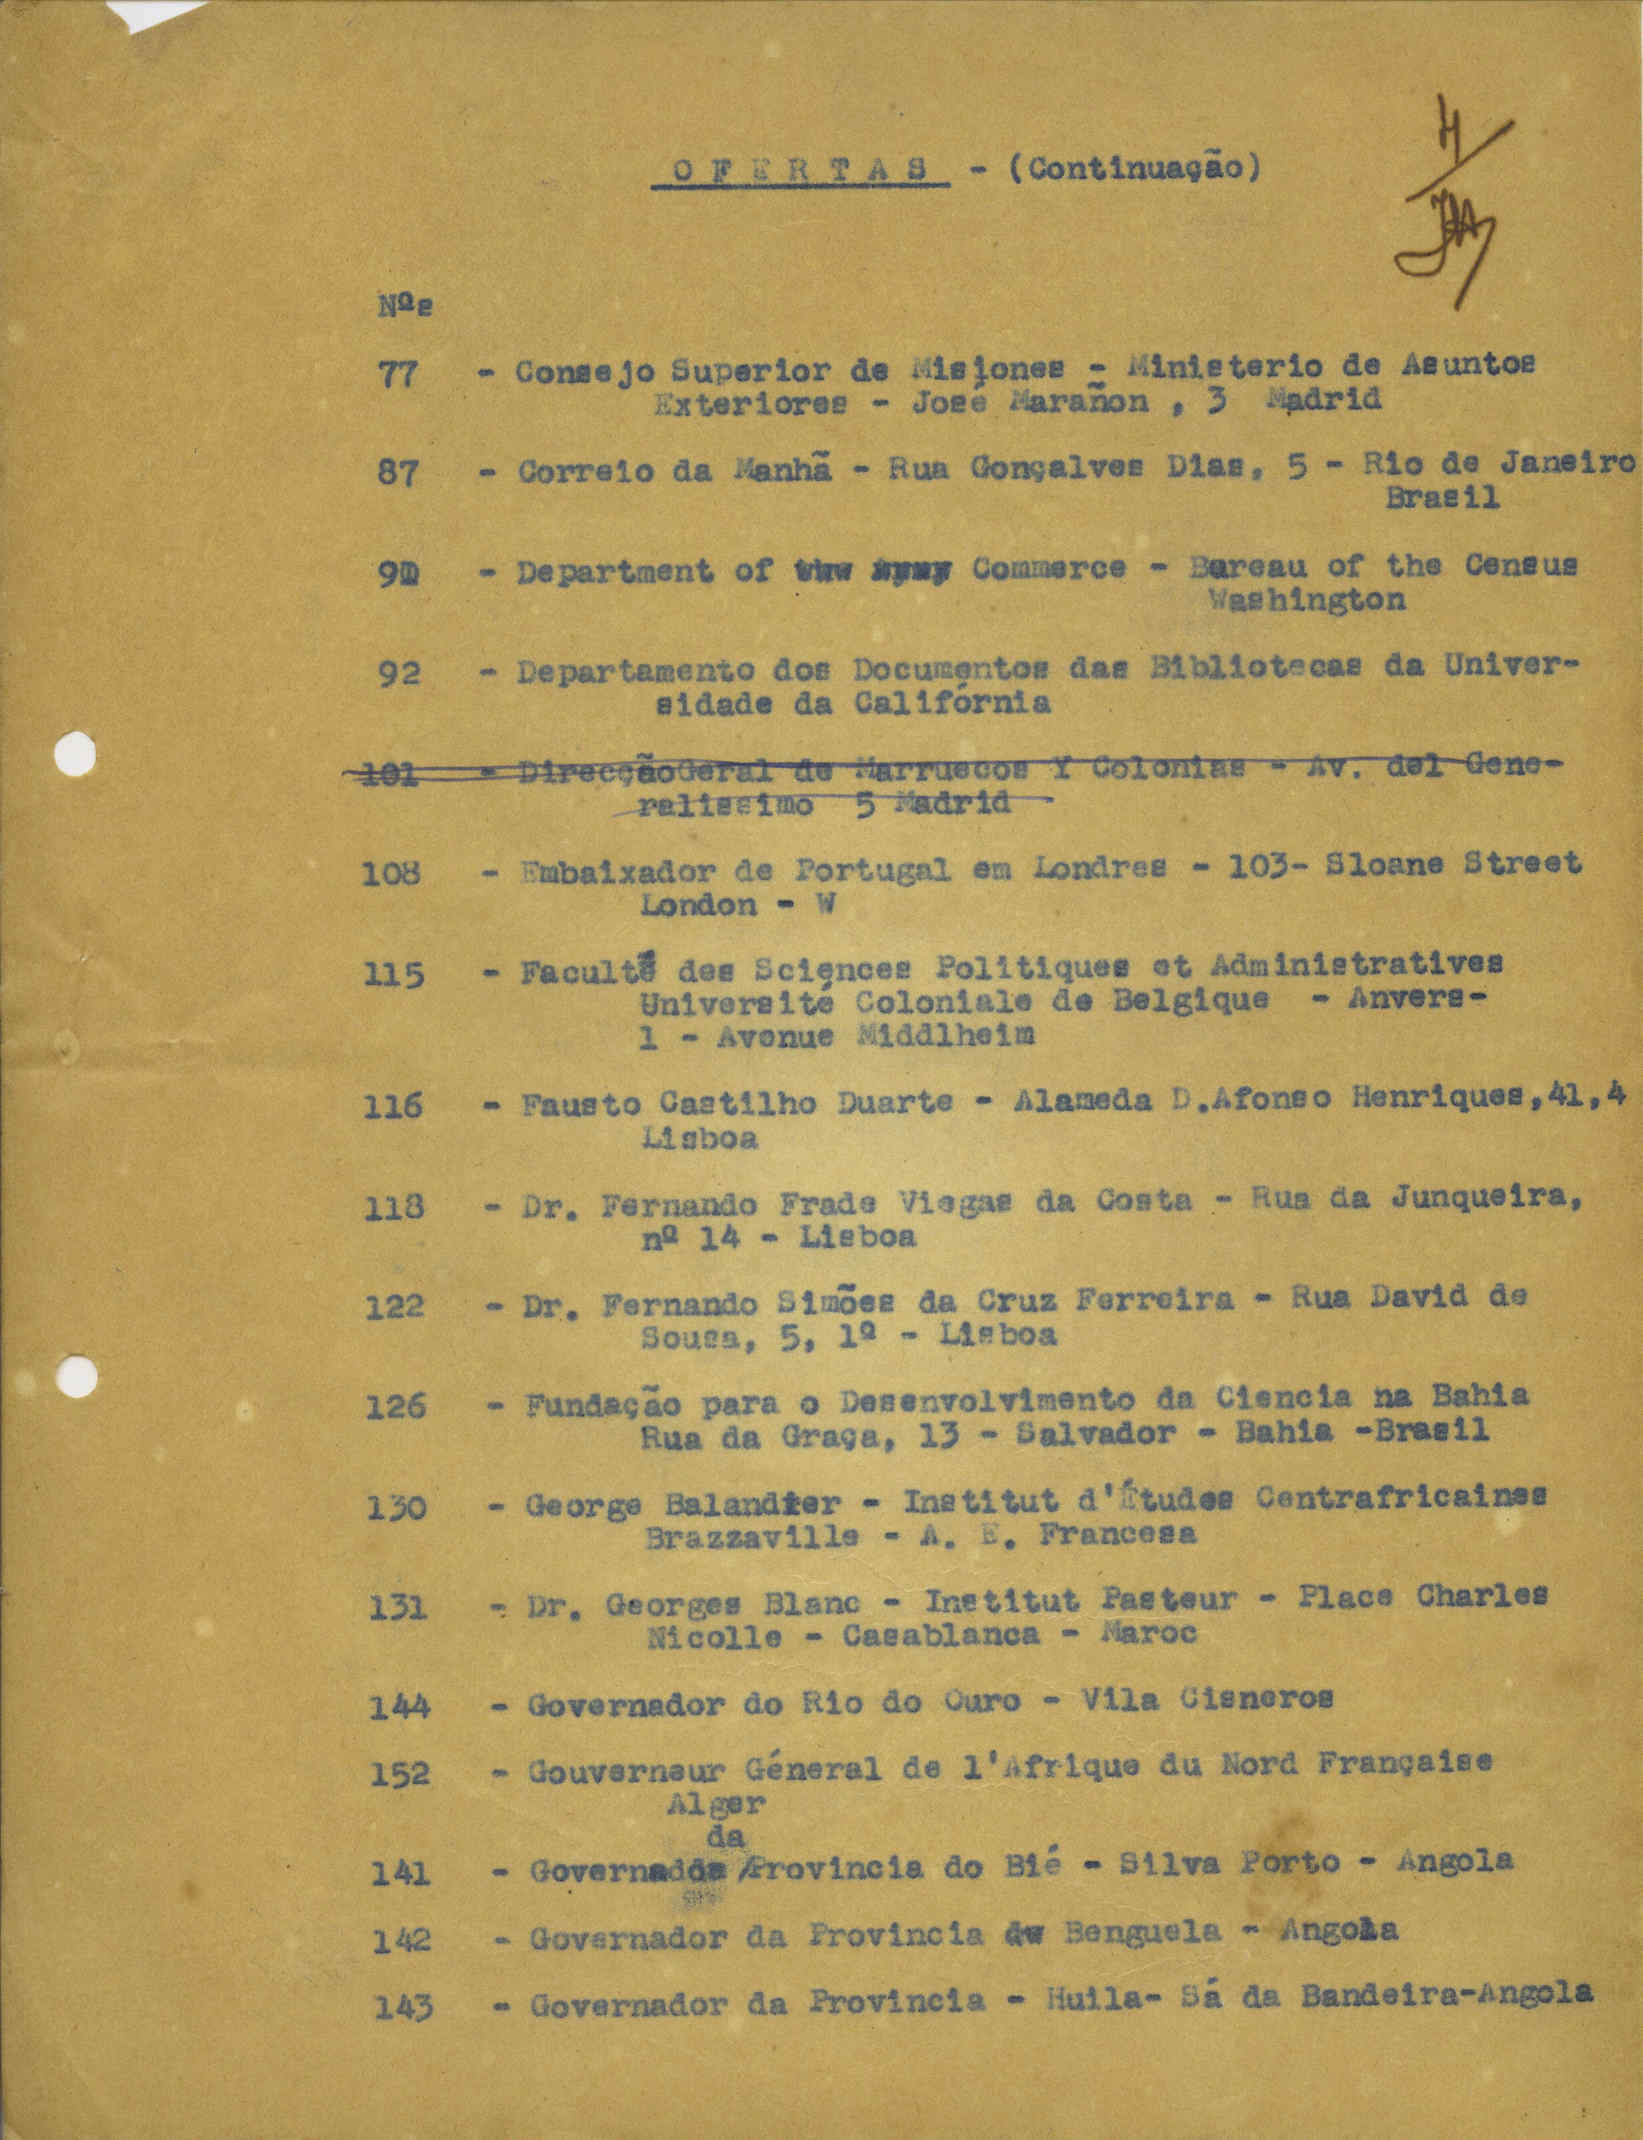 O F E R T A S - (Continuação)
4
Nºs
77 - Consejo Superior de Misiones - Ministerio de Asuntos
Exteriores - José Marañon , 3 Madrid
87 - Correio da Manhã - Rua Gonçalves Dias, 5 - Rio de Janeiro
Brasil
- Department of Commerce - Bureau of the Census
Washington
92 - Departamento dos Documentos das Bibliotecas da Univer-
sidade da Califórnia
101 - DirecçãoGeral de Marruecos Y Colonias - Av. del Gene-
ralissimo 5 Madrid
108 - Embaixador de Portugal em Londres - 103- Sloane Street
London - W
115 - Faculté des Sciences Politiques et Administratives
Université Coloniale de Belgique - Anvers-
1 - Avenue Middlheim
116 - Fausto Castilho Duarte - Alameda D.Afonso Henriques,41,4
Lisboa
118 - Dr. Fernando Frade Viegas da Costa - Rua da Junqueira,
nº 14 - Lisboa
122 - Dr. Fernando Simões da Cruz Ferreira - Rua David de
Sousa, 5, 1º - Lisboa
126 - Fundação para o Desenvolvimento da Ciencia na Bahia
Rua da Graça, 13 - Salvador - Bahia -Brasil
130 - George Balandier - Institut d'Études Centrafricaines
Brazzaville - A. E. Francesa
131 - Dr. Georges Blanc - Institut Pasteur - Place Charles
Nicolle - Casablanca - Maroc
144 - Governador do Rio do Ouro - Vila Cisneros
152 - Gouverneur Géneral de l'Afrique du Nord Française
Alger
da
141 - /Provincia do Bié - Silva Porto - Angola
142 - Governador da Provincia de Benguela - Angola
143 - Governador da Provincia - Huila- Sá da Bandeira-Angola